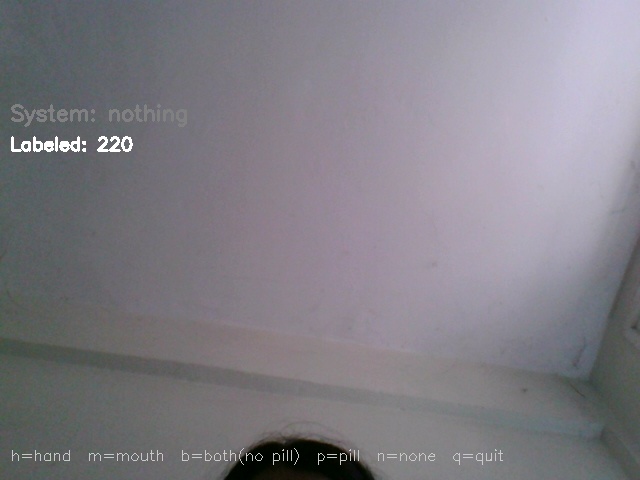 System: nothing
Labeled: 220
h=hand m=mouth b=both(no pill) p=pill n=none q=quit